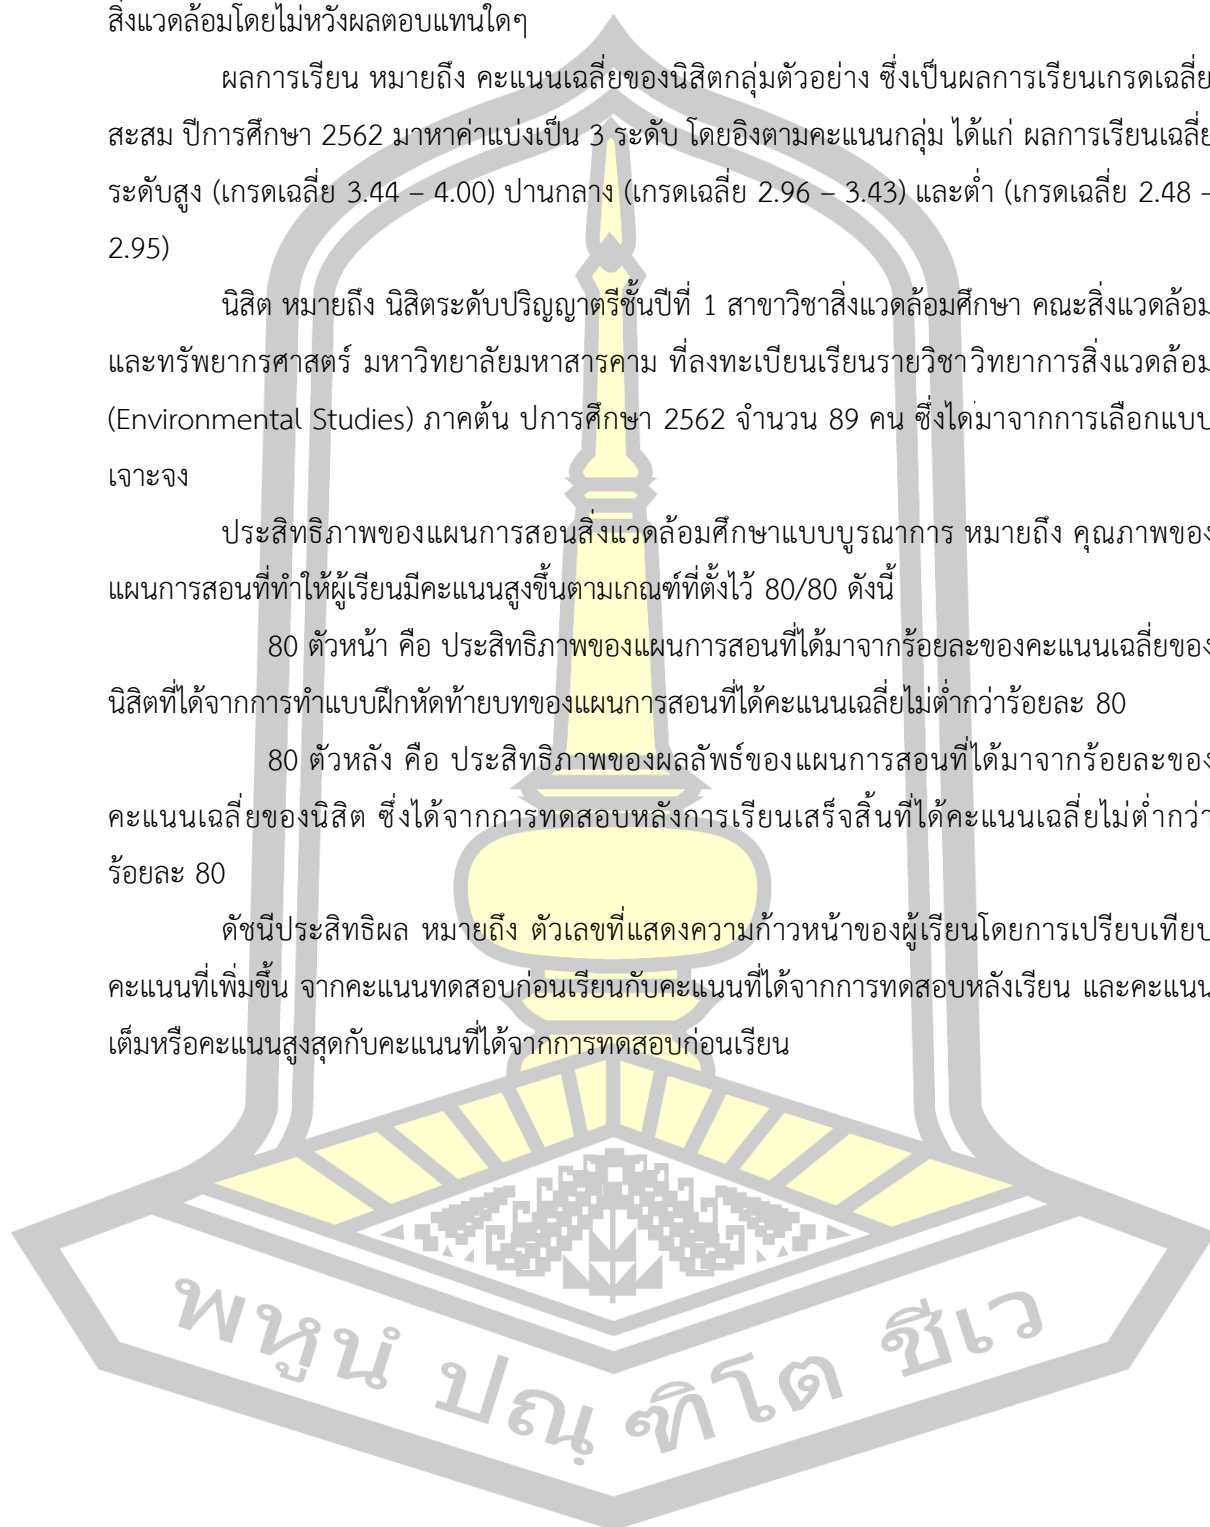 สิ่งแวดล้อมโดยไม่หวังผลตอบแทนใดๆ
ผลการเรียน หมายถึง คะแนนเฉลี่ยของนิสิตกลุ่มตัวอย่าง ซึ่งเป็นผลการเรียนเกรดเฉลี่ย
สะสม ปีการศึกษา 2562 มาหาค่าแบ่งเป็น 3 ระดับ โดยอิงตามคะแนนกลุ่ม ได้แก่ ผลการเรียนเฉลี่ย
ระดับสูง (เกรดเฉลี่ย 3.44 – 4.00) ปานกลาง (เกรดเฉลี่ย 2.96 – 3.43) และต่ำ (เกรดเฉลี่ย 2.48 –
2.95)
นิสิต หมายถึง นิสิตระดับปริญญาตรีชั้นปีที่ 1 สาขาวิชาสิ่งแวดล้อมศึกษา คณะสิ่งแวดล้อม
และทรัพยากรศาสตร์ มหาวิทยาลัยมหาสารคาม ที่ลงทะเบียนเรียนรายวิชาวิทยาการสิ่งแวดล้อม
(Environmental Studies) ภาคต้น ปการศึกษา 2562 จำนวน 89 คน ซึ่งได่มาจากการเลือกแบบ
เจาะจง
ประสิทธิภาพของแผนการสอนสิ่งแวดล้อมศึกษาแบบบูรณาการ หมายถึง คุณภาพของ
แผนการสอนที่ทำให้ผู้เรียนมีคะแนนสูงขึ้นตามเกณฑ์ที่ตั้งไว้ 80/80 ดังนี้
80 ตัวหน้า คือ ประสิทธิภาพของแผนการสอนที่ได้มาจากร้อยละของคะแนนเฉลี่ยของ
นิสิตที่ได้จากการทำแบบฝึกหัดท้ายบทของแผนการสอนที่ได้คะแนนเฉลี่ยไม่ต่ำกว่าร้อยละ 80
80 ตัวหลัง คือ ประสิทธิภาพของผลลัพธ์ของแผนการสอนที่ได้มาจากร้อยละของ
คะแนนเฉลี่ยของนิสิต ซึ่งได้จากการทดสอบหลังการเรียนเสร็จสิ้นที่ได้คะแนนเฉลี่ยไม่ต่ำกว่า
ร้อยละ 80
ดัชนีประสิทธิผล หมายถึง ตัวเลขที่แสดงความก้าวหน้าของผู้เรียนโดยการเปรียบเทียบ
คะแนนที่เพิ่มขึ้น จากคะแนนทดสอบก่อนเรียนกับคะแนนที่ได้จากการทดสอบหลังเรียน และคะแนน
เต็มหรือคะแนนสูงสุดกับคะแนนที่ได้จากการทดสอบก่อนเรียน
พหูนํ ปณฺ ฑิโต ชีเว